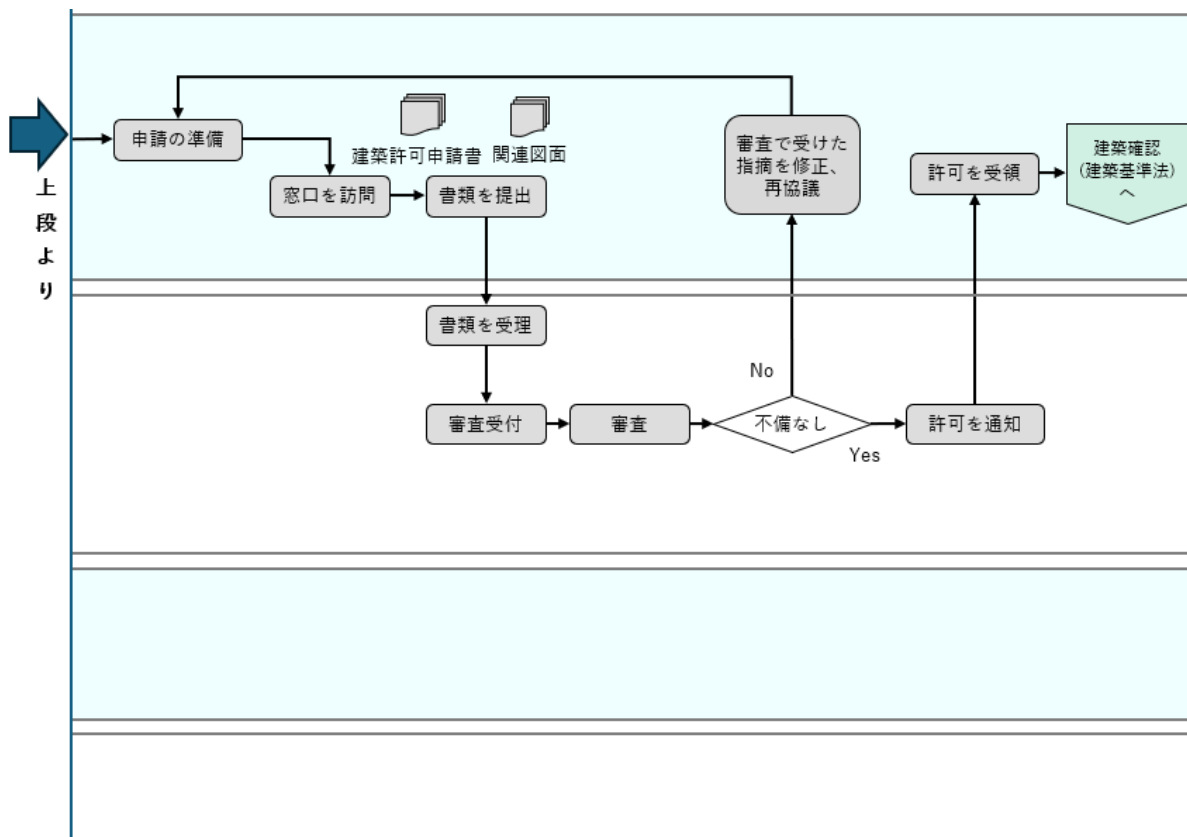 上段より
申請の準備
建築許可申請書
関連図面
窓口を訪問
書類を提出
審査で受けた
指摘を修正、
再協議
許可を受領
建築確認
(建築基準法)
へ
書類を受理
審査受付
審査
不備なし
No
Yes
許可を通知